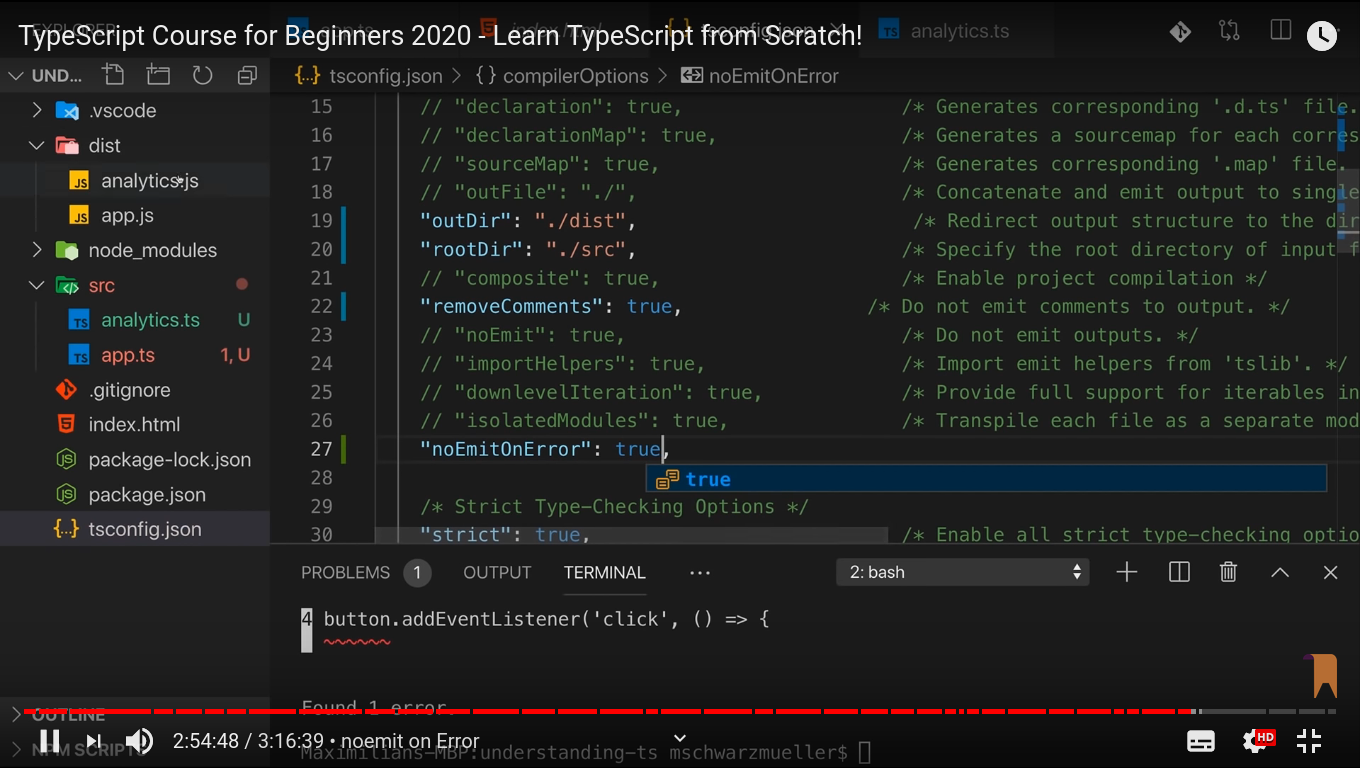 TypeScript Course for Beginners 2020 - Learn TypeScript from Scratch!
analytics.ts
UND...
{..} tsconfig.json > { } compilerOptions > noEmitOnError
.vscode
dist
analytics.js
app.js
node_modules
src
analytics.ts U
app.ts 1, U
.gitignore
index.html
package-lock.json
package.json
{..} tsconfig.json
15 // "declaration": true, /* Generates corresponding '.d.ts' file.
16 // "declarationMap": true, /* Generates a sourcemap for each corres
17 // "sourceMap": true, /* Generates corresponding '.map' file.
18 // "outFile": "./", /* Concatenate and emit output to single
19 "outDir": "./dist", /* Redirect output structure to the dir
20 "rootDir": "./src", /* Specify the root directory of input f
21 // "composite": true, /* Enable project compilation */
22 "removeComments": true, /* Do not emit comments to output. */
23 // "noEmit": true, /* Do not emit outputs. */
24 // "importHelpers": true, /* Import emit helpers from 'tslib'. */
25 // "downlevelIteration": true, /* Provide full support for iterables in
26 // "isolatedModules": true, /* Transpile each file as a separate mod
27 "noEmitOnError": true,
28 true
29 /* Strict Type-Checking Options */
30 "strict": true, /* Enable all strict type-checking optio
PROBLEMS 1 OUTPUT TERMINAL ... 2: bash
4 button.addEventListener('click', () => {
Found 1 error.
OUTLINE
NPM SCRIPTS
2:54:48 / 3:16:39 • noemit on Error
HD
Maximilians-MBP:understanding-ts mschwarzmueller$